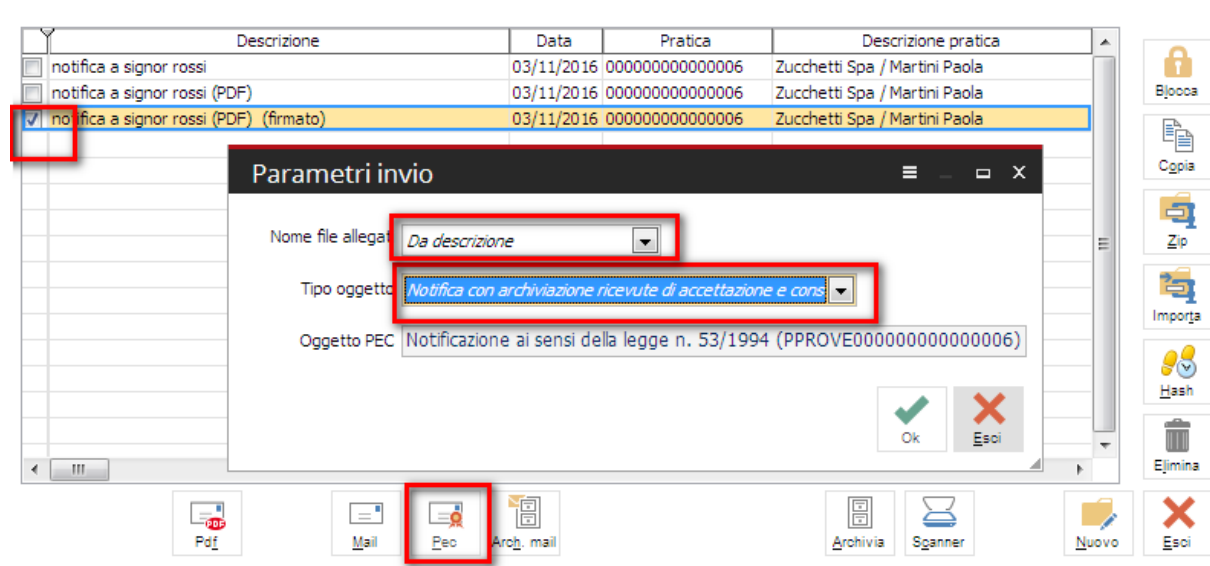 Descrizione Data Pratica Descrizione pratica
notifica a signor rossi 03/11/2016 000000000000006 Zucchetti Spa / Martini Paola
notifica a signor rossi (PDF) 03/11/2016 000000000000006 Zucchetti Spa / Martini Paola
notifica a signor rossi (PDF) (firmato) 03/11/2016 000000000000006 Zucchetti Spa / Martini Paola
Parametri invio
Nome file allegat Da descrizione
Tipo oggetto Notifica con archiviazione ricevute di accettazione e cons
Oggetto PEC Notificazione ai sensi della legge n. 53/1994 (PPROVE000000000000006)
Ok Esci
Blocca
Copia
Zip
Importa
Hash
Elimina
PDF
Pdf Mail Pec Arch. mail Archivia Scanner Nuovo Esci